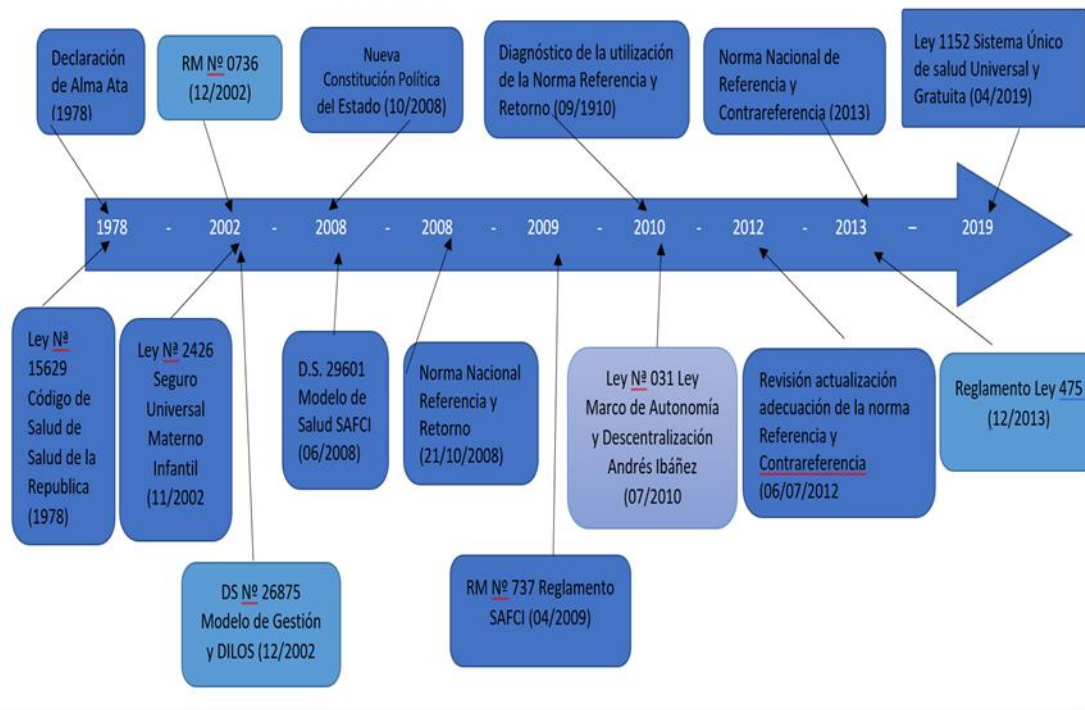 Declaración
de Alma Ata
(1978)
RM Nº 0736
(12/2002)
Nueva
Constitución Política
del Estado (10/2008)
Diagnóstico de la utilización
de la Norma Referencia y
Retorno (09/1910)
Norma Nacional de
Referencia y
Contrareferencia (2013)
Ley 1152 Sistema Único
de salud Universal y
Gratuita (04/2019)
1978 - 2002 - 2008 - 2008 - 2009 - 2010 - 2012 - 2013 – 2019
Ley Nª
15629
Código de
Salud de
Salud de la
Republica
(1978)
Ley Nª 2426
Seguro
Universal
Materno
Infantil
(11/2002
D.S. 29601
Modelo de
Salud SAFCI
(06/2008)
Norma Nacional
Referencia y
Retorno
(21/10/2008)
Ley Nª 031 Ley
Marco de Autonomía
y Descentralización
Andrés Ibáñez
(07/2010
Revisión actualización
adecuación de la norma
Referencia y
Contrareferencia
(06/07/2012
Reglamento Ley 475
(12/2013)
DS Nº 26875
Modelo de Gestión
y DILOS (12/2002
RM Nº 737 Reglamento
SAFCI (04/2009)